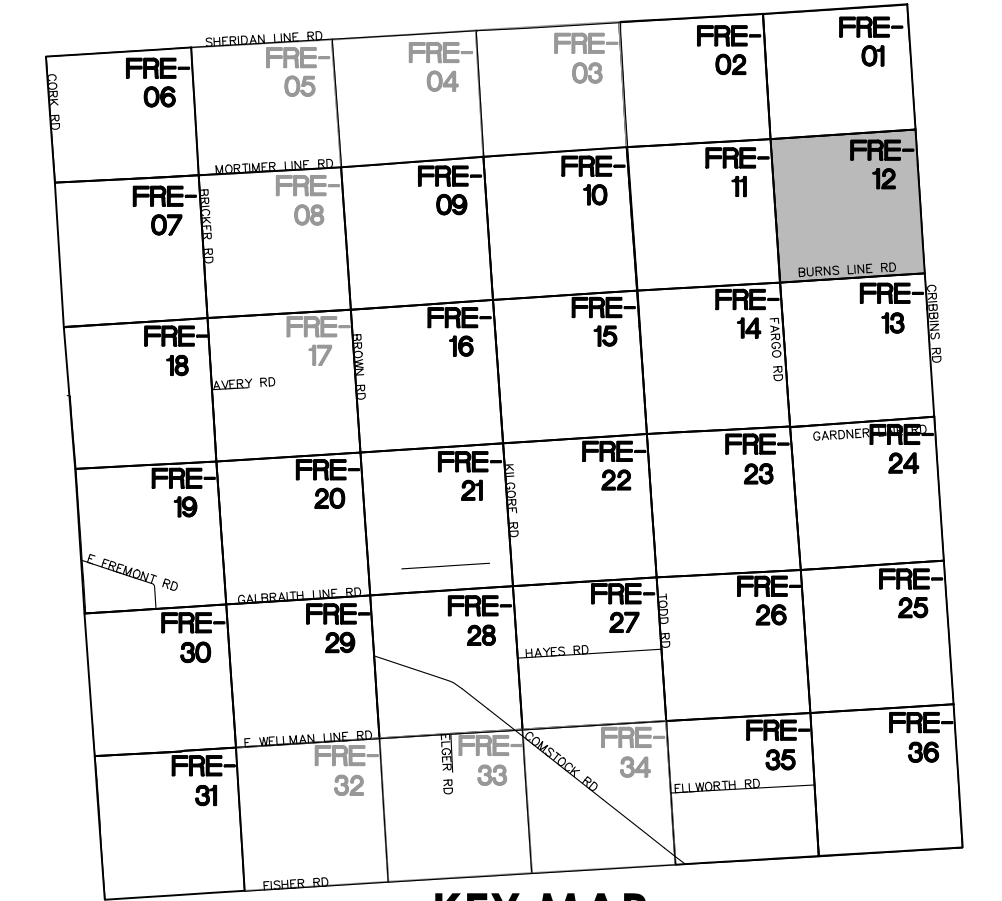 SHERIDAN LINE RD
CORK RD
FRE-
06
FRE-
05
FRE-
04
FRE-
03
FRE-
02
FRE-
01
MORTIMER LINE RD
FRE-
07
BRICKER RD
FRE-
08
FRE-
09
FRE-
10
FRE-
11
FRE-
12
BURNS LINE RD
FRE-
18
FRE-
17
AVERY RD
BROWN RD
FRE-
16
FRE-
15
FRE-
14
FARGO RD
FRE-
13
CRIBBINS RD
FRE-
19
E FREMONT RD
FRE-
20
GALBRAITH LINE RD
FRE-
21
KILGORE RD
FRE-
22
FRE-
23
GARDNER LINE RD
FRE-
24
FRE-
30
FRE-
29
E WELLMAN LINE RD
FRE-
28
FRE-
27
HAYES RD
TODD RD
FRE-
26
FRE-
25
FRE-
31
FRE-
32
FISHER RD
ELGER RD
FRE-
33
COMSTOCK RD
FRE-
34
FRE-
35
ELLWORTH RD
FRE-
36
KEY MAP